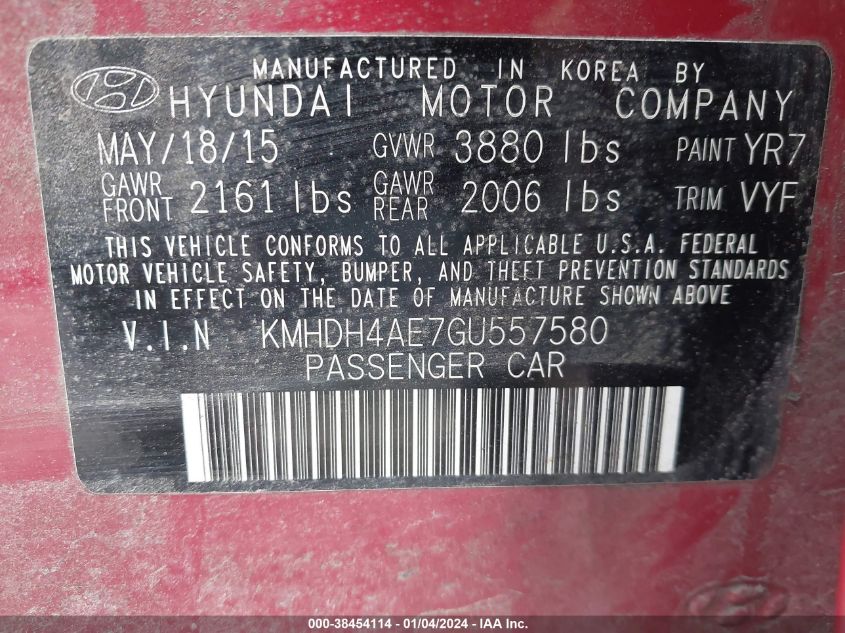 MANUFACTURED IN KOREA BY
HYUNDAI MOTOR COMPANY
MAY/18/15 GVWR 3880 lbs PAINT YR7
GAWR FRONT 2161 lbs GAWR REAR 2006 lbs TRIM VYF
THIS VEHICLE CONFORMS TO ALL APPLICABLE U.S.A. FEDERAL
MOTOR VEHICLE SAFETY, BUMPER, AND THEFT PREVENTION STANDARDS
IN EFFECT ON THE DATE OF MANUFACTURE SHOWN ABOVE
V.I.N KMHDH4AE7GU557580
PASSENGER CAR
000-38454114 - 01/04/2024 - IAA Inc.